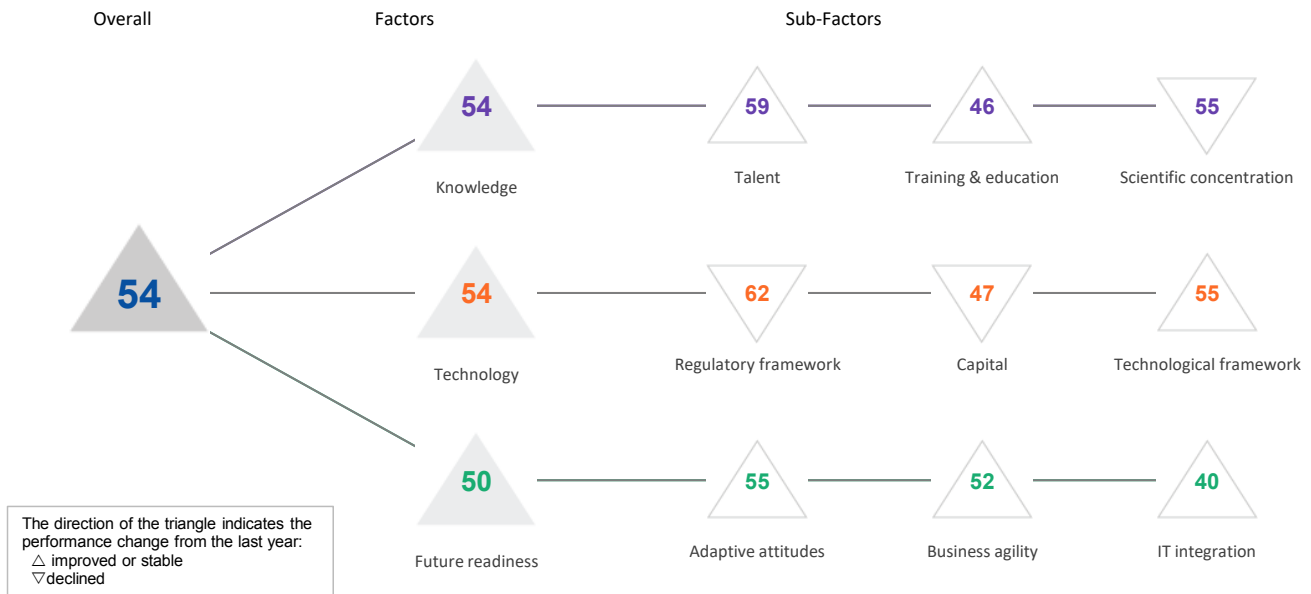 Overall
Factors
Sub-Factors
54
59
46
55
Knowledge
Talent
Training & education
Scientific concentration
54
54
62
47
55
Technology
Regulatory framework
Capital
Technological framework
50
55
52
40
Future readiness
Adaptive attitudes
Business agility
IT integration
The direction of the triangle indicates the
performance change from the last year:
△ improved or stable
▽declined